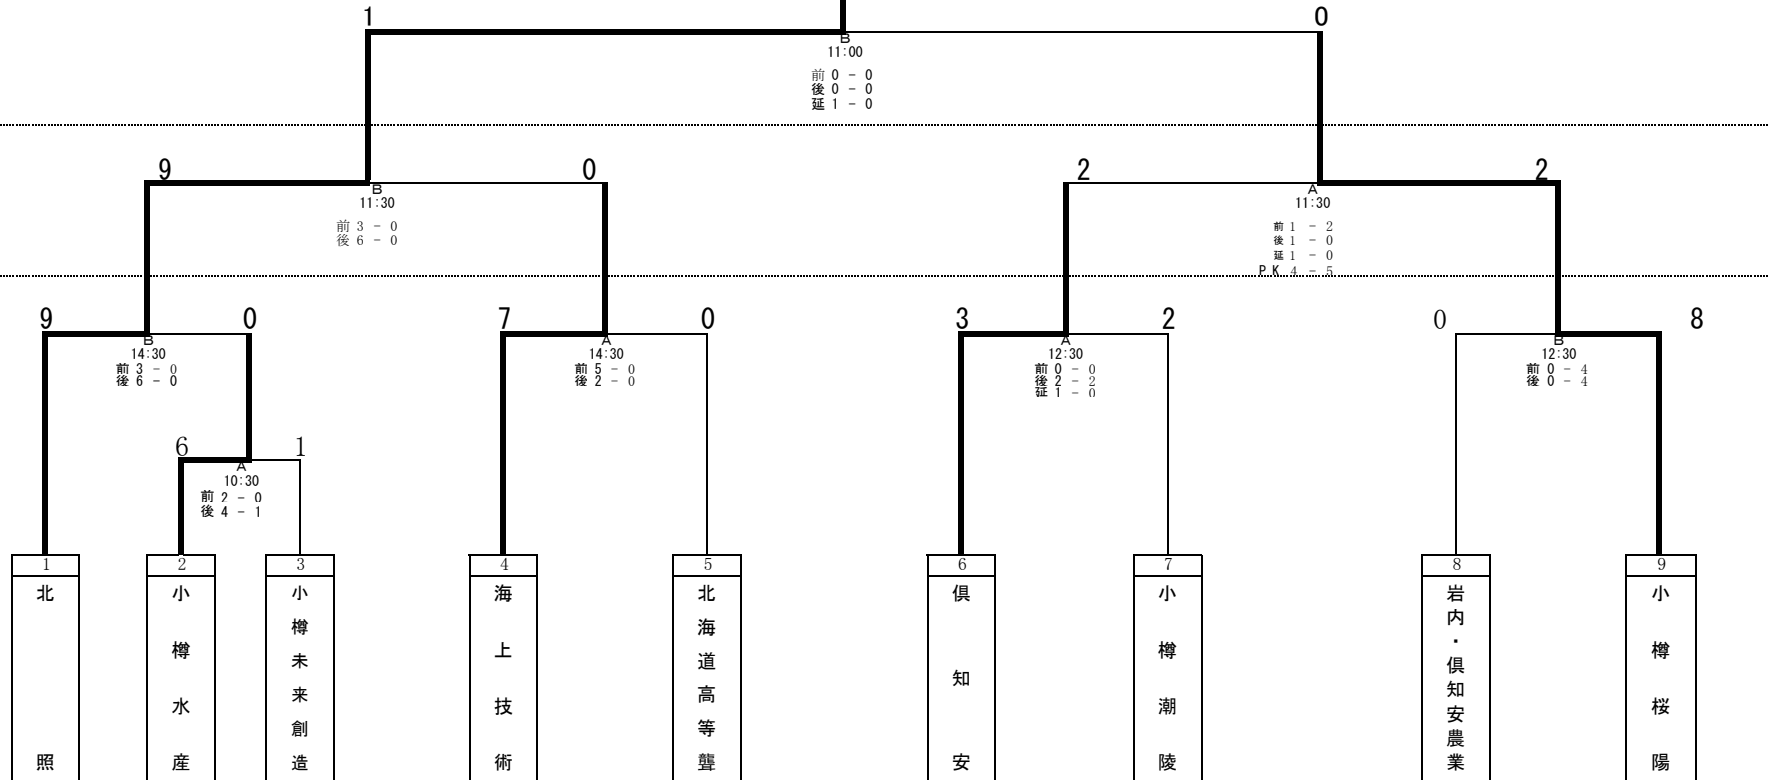 1 0
B
11:00
前 0 - 0
後 0 - 0
延 1 - 0
9 0 2 2
B
11:30
前 3 - 0
後 6 - 0
A
11:30
前 1 - 2
後 1 - 0
延 1 - 0
PK 4 - 5
9 0 7 0 3 2 0 8
B
14:30
前 3 - 0
後 6 - 0
A
14:30
前 5 - 0
後 2 - 0
A
12:30
前 0 - 0
後 2 - 2
延 1 - 0
B
12:30
前 0 - 4
後 0 - 4
6 1
A
10:30
前 2 - 0
後 4 - 1
1
北照
2
小樽水産
3
小樽未来創造
4
海上技術
5
北海道高等聾
6
倶知安
7
小樽潮陵
8
岩内・倶知安農業
9
小樽桜陽